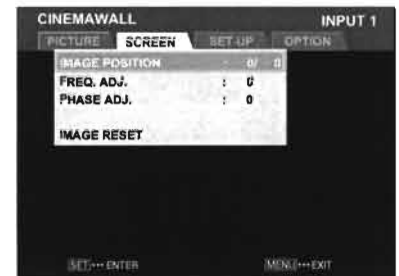 CINEMAWALL INPUT 1
PICTURE SCREEN SET-UP OPTION
IMAGE POSITION : 0/ 0
FREQ. ADJ. : 0
PHASE ADJ. : 0
IMAGE RESET
SET••• ENTER MENU••• EXIT